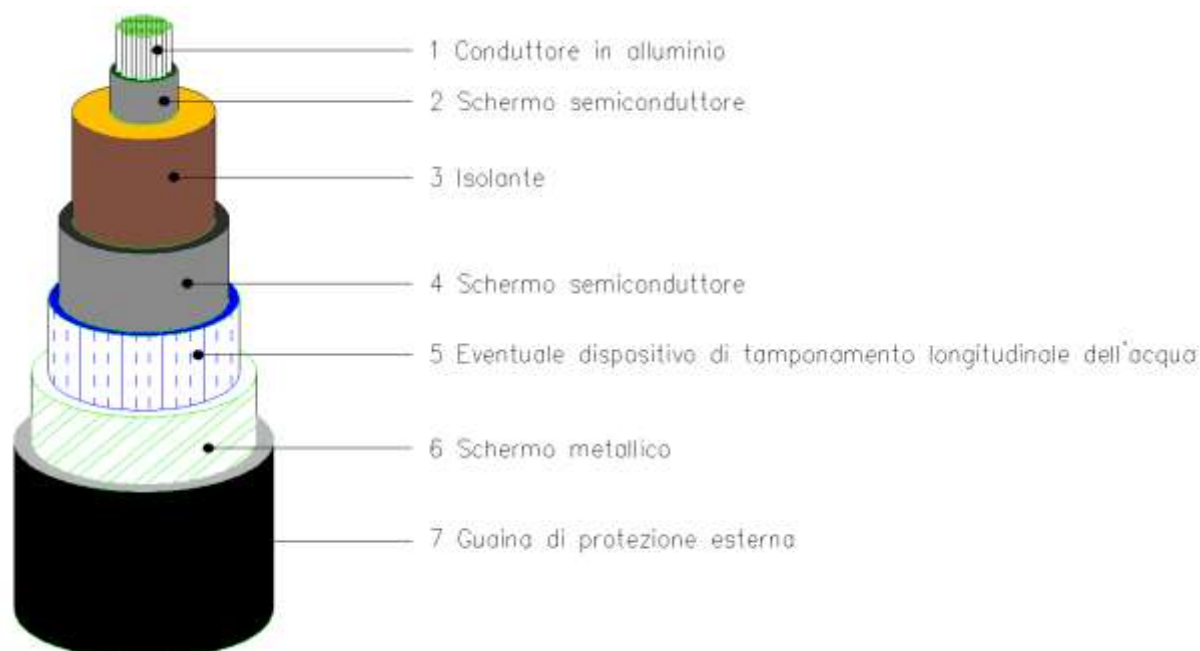 1 Conduttore in alluminio
2 Schermo semiconduttore
3 Isolante
4 Schermo semiconduttore
5 Eventuale dispositivo di tamponamento longitudinale dell'acqua
6 Schermo metallico
7 Guaina di protezione esterna